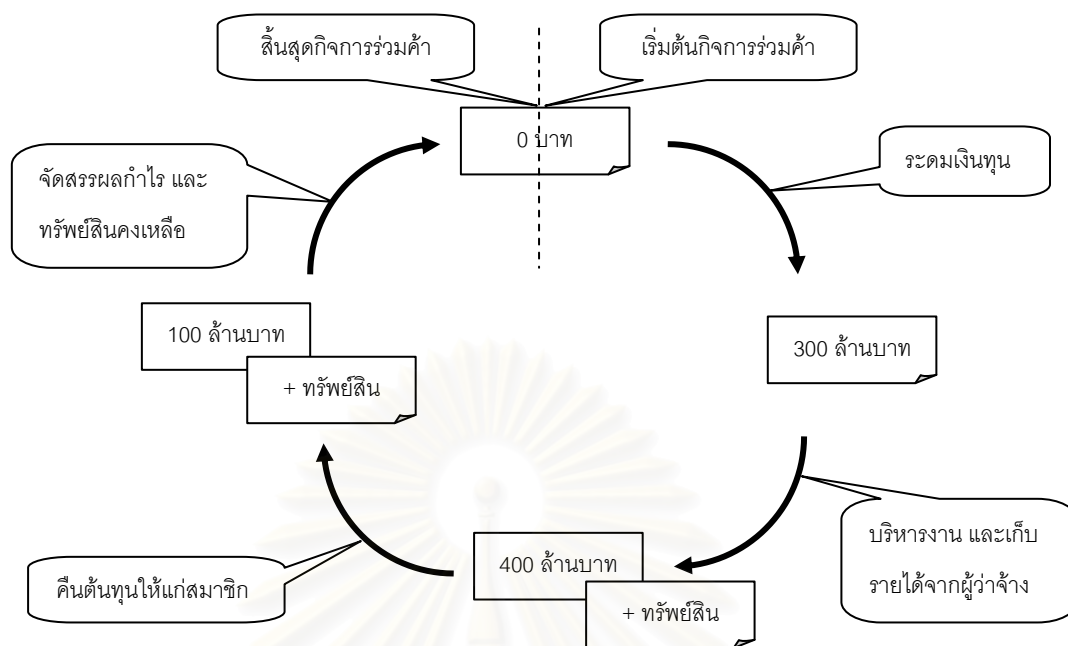 สิ้นสุดกิจการร่วมค้า
เริ่มต้นกิจการร่วมค้า
0 บาท
ระดมเงินทุน
จัดสรรผลกำไร และ
ทรัพย์สินคงเหลือ
100 ล้านบาท
+ ทรัพย์สิน
300 ล้านบาท
บริหารงาน และเก็บ
รายได้จากผู้ว่าจ้าง
400 ล้านบาท
+ ทรัพย์สิน
คืนต้นทุนให้แก่สมาชิก